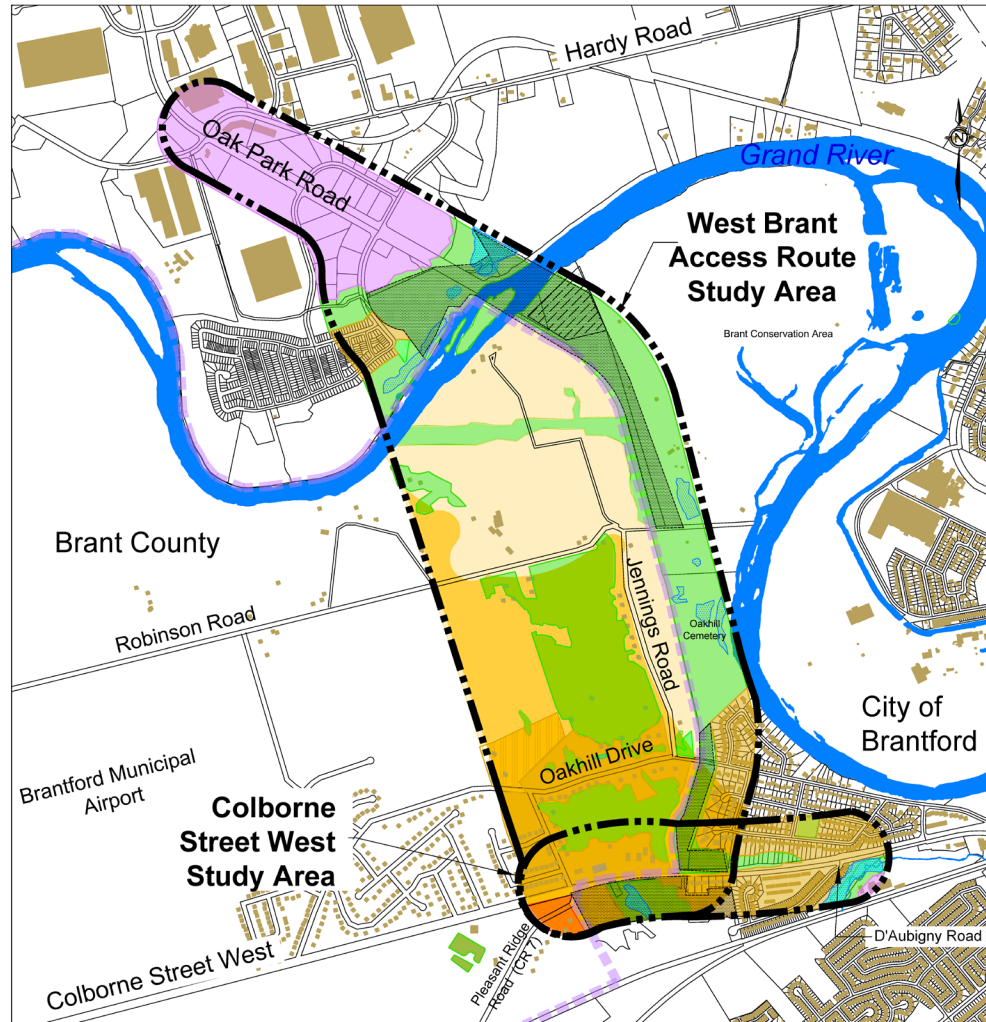 Hardy Road
Oak Park Road
Grand River
N
West Brant
Access Route
Study Area
Brant Conservation Area
Brant County
Robinson Road
Jennings Road
Oakhill
Cemetery
City of
Brantford
Oakhill Drive
Brantford Municipal
Airport
Colborne
Street West
Study Area
D'Aubigny Road
Pleasant Ridge
Road (CR 7)
Colborne Street West